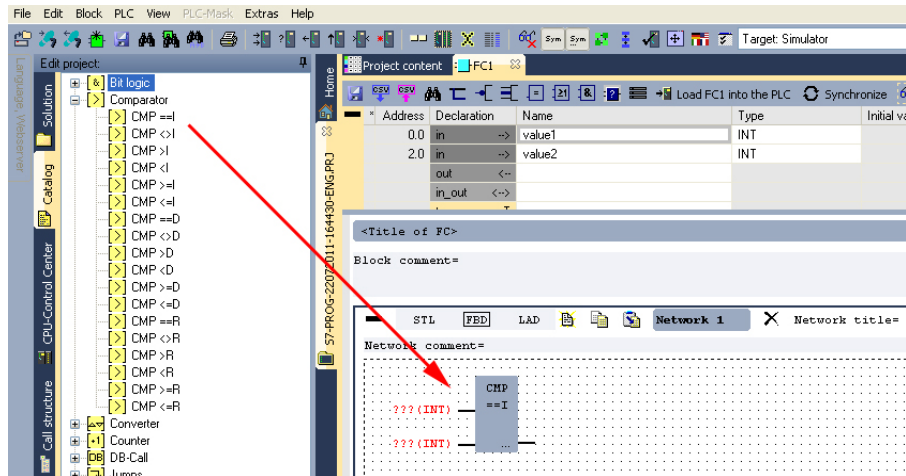 File Edit Block PLC View PLC-Mask Extras Help
Sym Sym Target: Simulator
Language, Webserver
Solution
Catalog
CPU-Control Center
Call structure
Edit project:
Bit logic
Comparator
CMP ==I
CMP <>I
CMP >I
CMP <I
CMP >=I
CMP <=I
CMP ==D
CMP <>D
CMP >D
CMP <D
CMP >=D
CMP <=D
CMP ==R
CMP <>R
CMP >R
CMP <R
CMP >=R
CMP <=R
Converter
Counter
DB DB-Call
Jumps
Home
S7-PROG-22072011-164430-ENG.PRJ
Project content FC1
CSV CSV Load FC1 into the PLC Synchronize
* Address Declaration Name Type Initial va
0.0 in --> value1 INT
2.0 in --> value2 INT
out <--
in_out <-->
<Title of FC>
Block comment=
STL FBD LAD Network 1 Network title=
Network comment=
CMP
==I
???(INT)
???(INT) ...